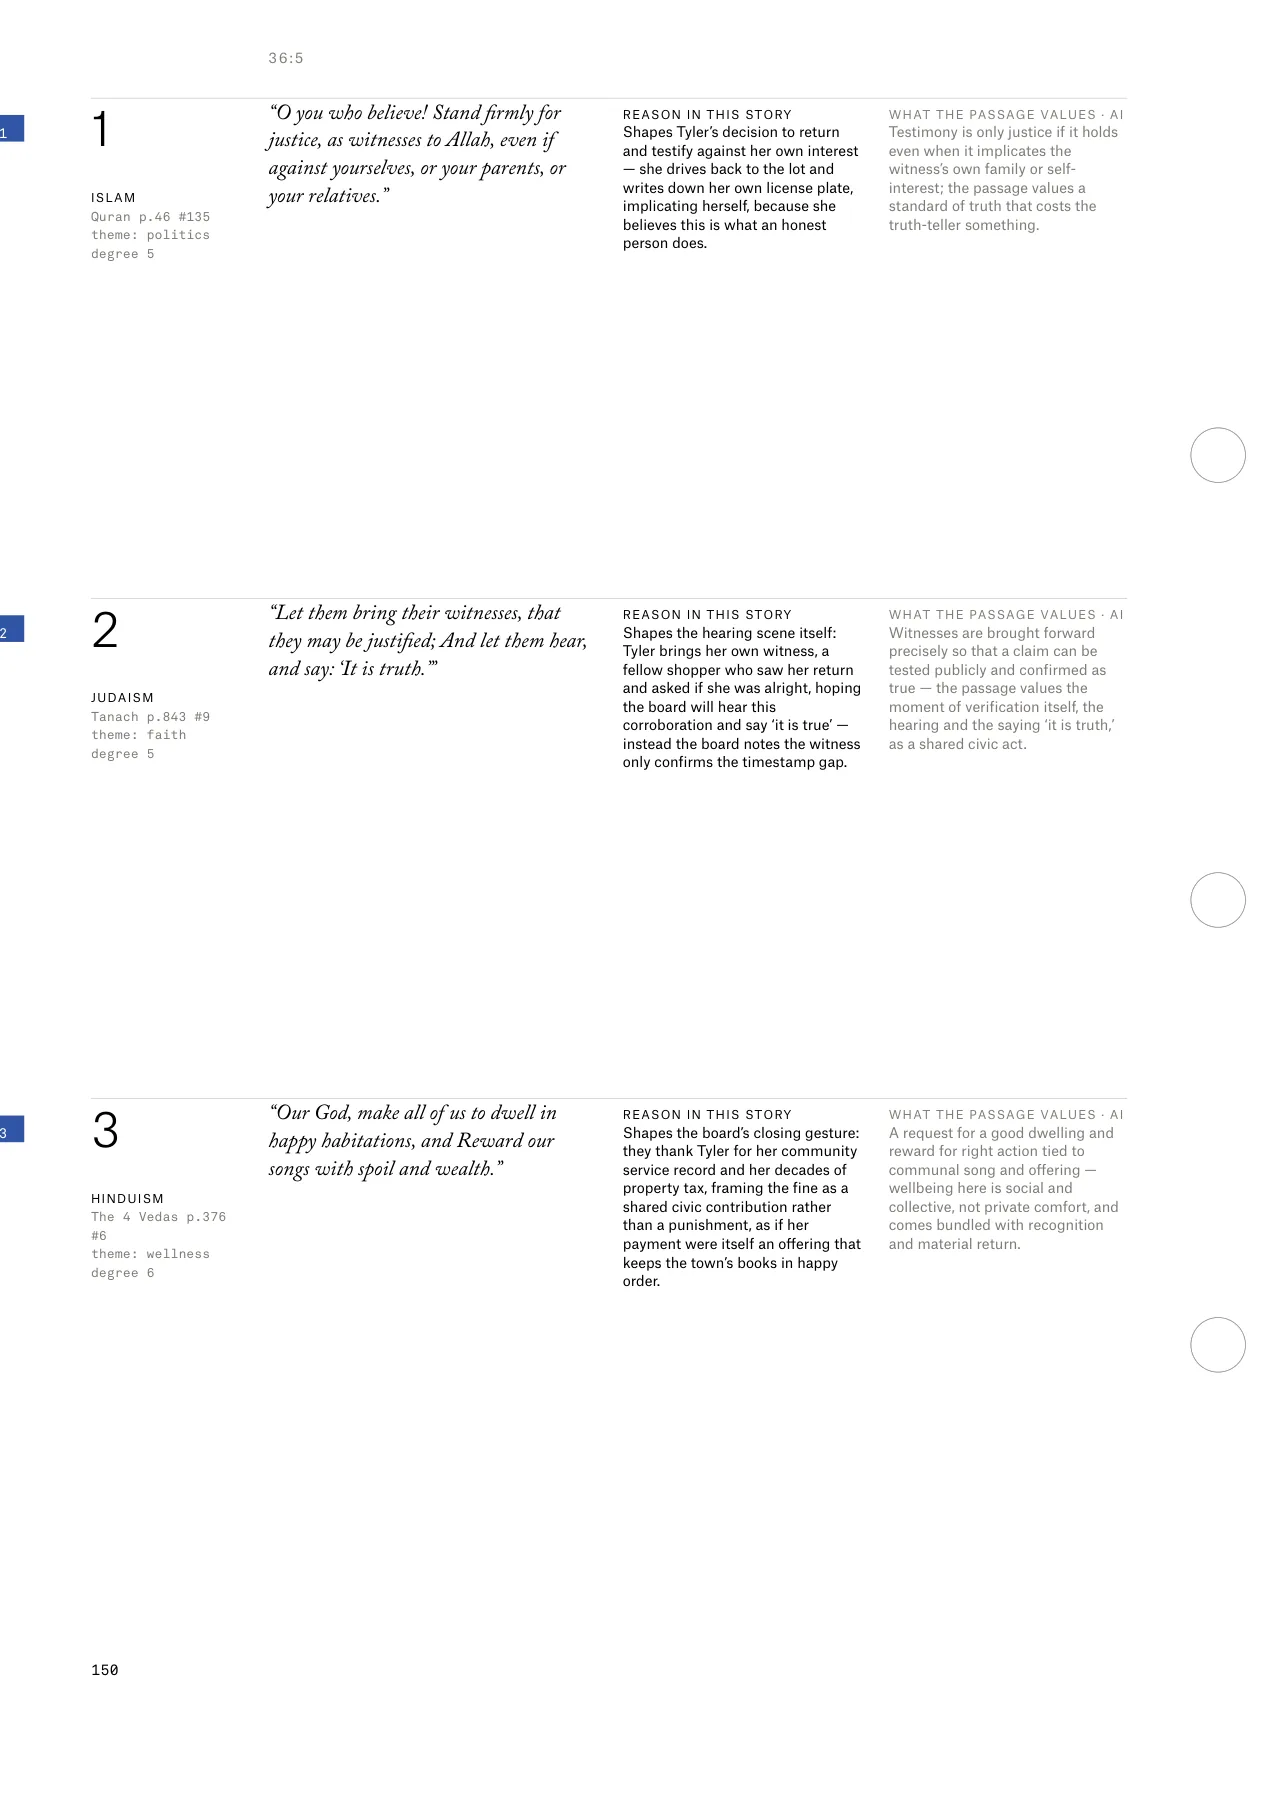 36:5
1
1
ISLAM
Quran p.46 #135
theme: politics
degree 5
“O you who believe! Stand firmly for
justice, as witnesses to Allah, even if
against yourselves, or your parents, or
your relatives.”
REASON IN THIS STORY
Shapes Tyler’s decision to return
and testify against her own interest
— she drives back to the lot and
writes down her own license plate,
implicating herself, because she
believes this is what an honest
person does.
WHAT THE PASSAGE VALUES · AI
Testimony is only justice if it holds
even when it implicates the
witness’s own family or self-
interest; the passage values a
standard of truth that costs the
truth-teller something.
2
2
JUDAISM
Tanach p.843 #9
theme: faith
degree 5
“Let them bring their witnesses, that
they may be justified; And let them hear,
and say: ‘It is truth.’”
REASON IN THIS STORY
Shapes the hearing scene itself:
Tyler brings her own witness, a
fellow shopper who saw her return
and asked if she was alright, hoping
the board will hear this
corroboration and say ‘it is true’ —
instead the board notes the witness
only confirms the timestamp gap.
WHAT THE PASSAGE VALUES · AI
Witnesses are brought forward
precisely so that a claim can be
tested publicly and confirmed as
true — the passage values the
moment of verification itself, the
hearing and the saying ‘it is truth,’
as a shared civic act.
3
3
HINDUISM
The 4 Vedas p.376
#6
theme: wellness
degree 6
“Our God, make all of us to dwell in
happy habitations, and Reward our
songs with spoil and wealth.”
REASON IN THIS STORY
Shapes the board’s closing gesture:
they thank Tyler for her community
service record and her decades of
property tax, framing the fine as a
shared civic contribution rather
than a punishment, as if her
payment were itself an offering that
keeps the town’s books in happy
order.
WHAT THE PASSAGE VALUES · AI
A request for a good dwelling and
reward for right action tied to
communal song and offering —
wellbeing here is social and
collective, not private comfort, and
comes bundled with recognition
and material return.
150